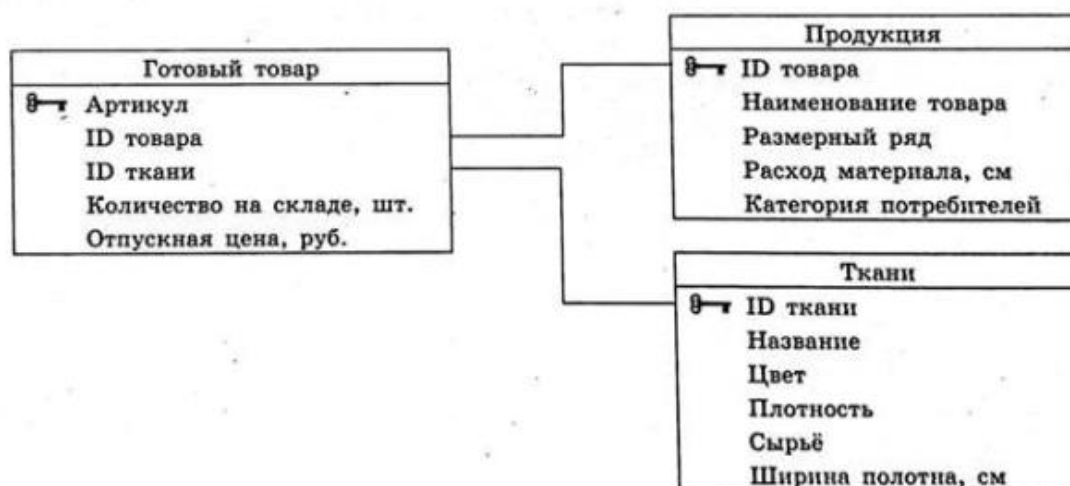 Готовый товар
Артикул
ID товара
ID ткани
Количество на складе, шт.
Отпускная цена, руб.
Продукция
ID товара
Наименование товара
Размерный ряд
Расход материала, см
Категория потребителей
Ткани
ID ткани
Название
Цвет
Плотность
Сырьё
Ширина полотна, см